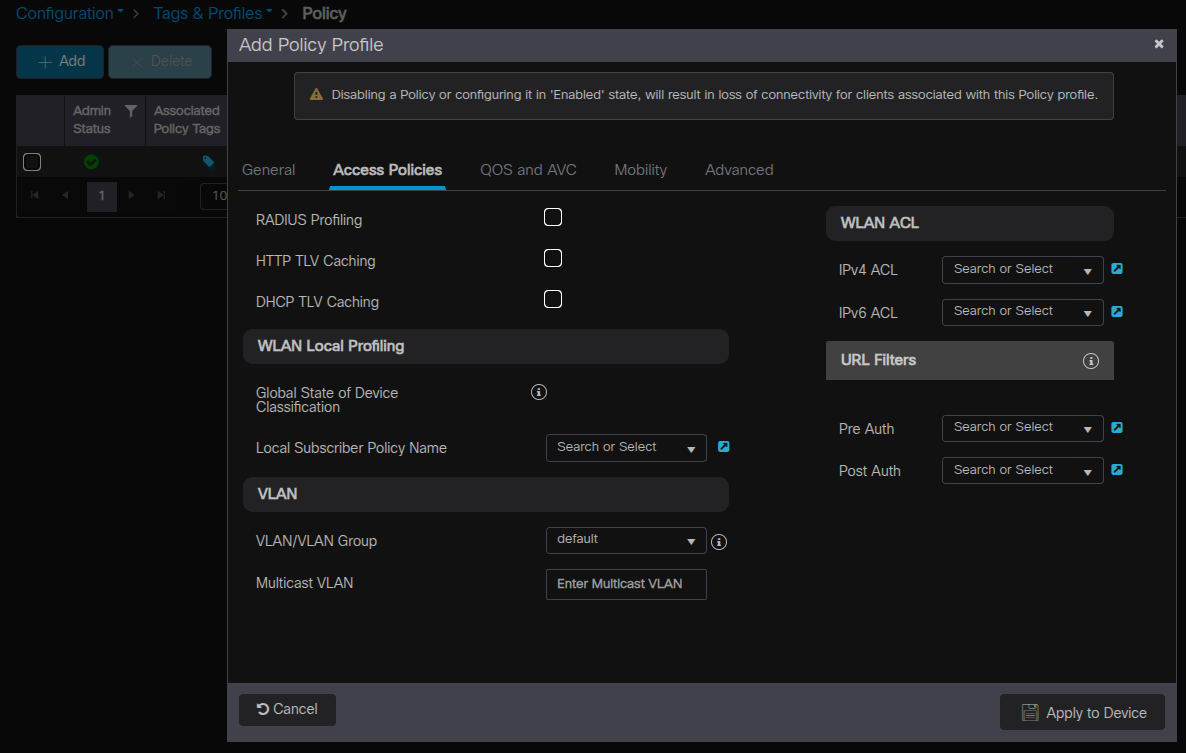 Configuration > Tags & Profiles > Policy
Add Delete
Admin Status
Associated Policy Tags
1 10
Add Policy Profile
Disabling a Policy or configuring it in 'Enabled' state, will result in loss of connectivity for clients associated with this Policy profile.
General Access Policies QOS and AVC Mobility Advanced
RADIUS Profiling
HTTP TLV Caching
DHCP TLV Caching
WLAN Local Profiling
Global State of Device
Classification
Local Subscriber Policy Name Search or Select
VLAN
VLAN/VLAN Group default
Multicast VLAN Enter Multicast VLAN
WLAN ACL
IPv4 ACL Search or Select
IPv6 ACL Search or Select
URL Filters
Pre Auth Search or Select
Post Auth Search or Select
Cancel
Apply to Device